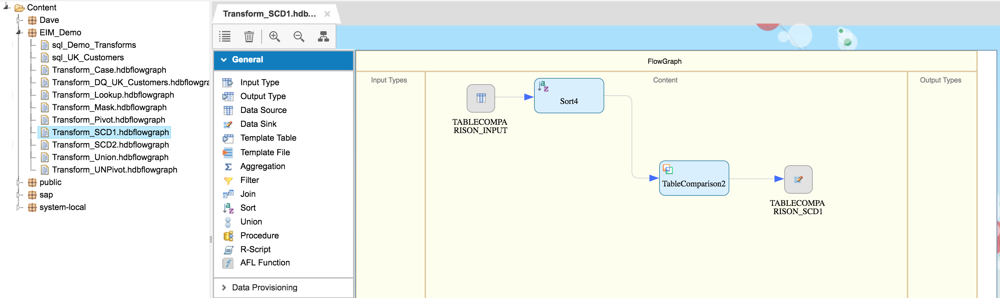 Content
Dave
EIM_Demo
sql_Demo_Transforms
sql_UK_Customers
Transform_Case.hdbflowgraph
Transform_DQ_UK_Customers.hdbflowgra
Transform_Lookup.hdbflowgraph
Transform_Mask.hdbflowgraph
Transform_Pivot.hdbflowgraph
Transform_SCD1.hdbflowgraph
Transform_SCD2.hdbflowgraph
Transform_Union.hdbflowgraph
Transform_UNPivot.hdbflowgraph
public
sap
system-local
Transform_SCD1.hdb...
General
Input Type
Output Type
Data Source
Data Sink
Template Table
Template File
Aggregation
Filter
Join
Sort
Union
Procedure
R-Script
AFL Function
Data Provisioning
FlowGraph
Input Types
Content
Output Types
TABLECOMPA
RISON_INPUT
Sort4
TableComparison2
TABLECOMPA
RISON_SCD1